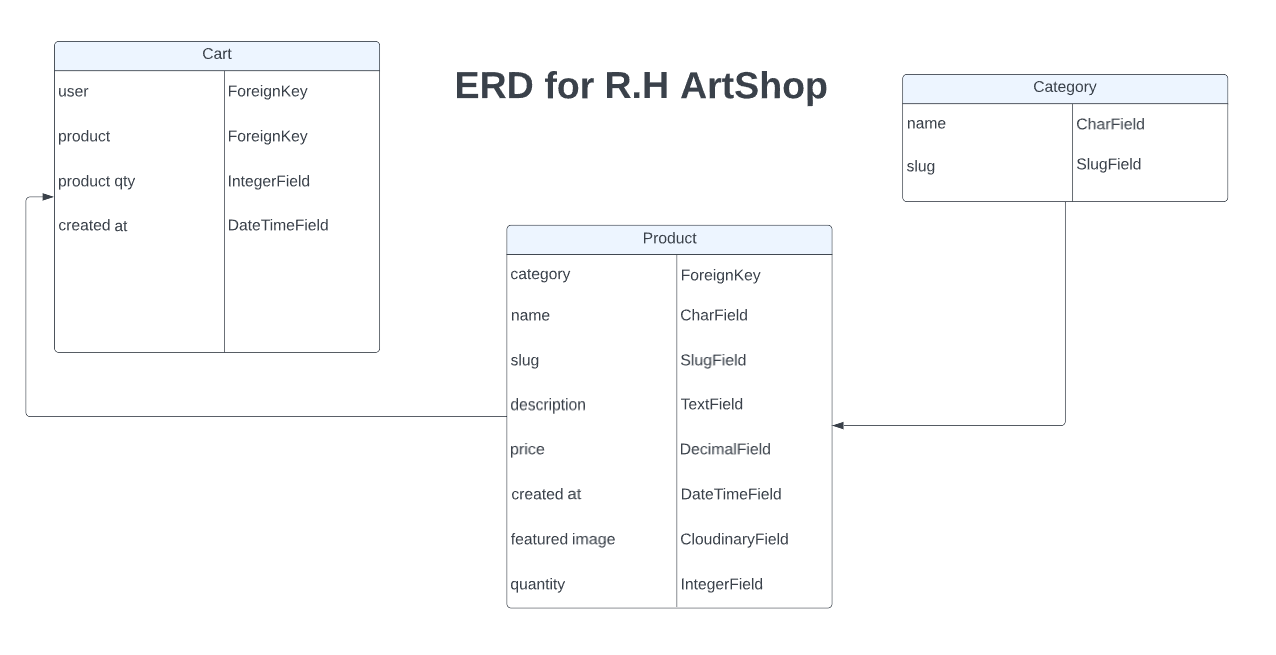 ERD for R.H ArtShop
Cart
user ForeignKey
product ForeignKey
product qty IntegerField
created at DateTimeField
Category
name CharField
slug SlugField
Product
category ForeignKey
name CharField
slug SlugField
description TextField
price DecimalField
created at DateTimeField
featured image CloudinaryField
quantity IntegerField